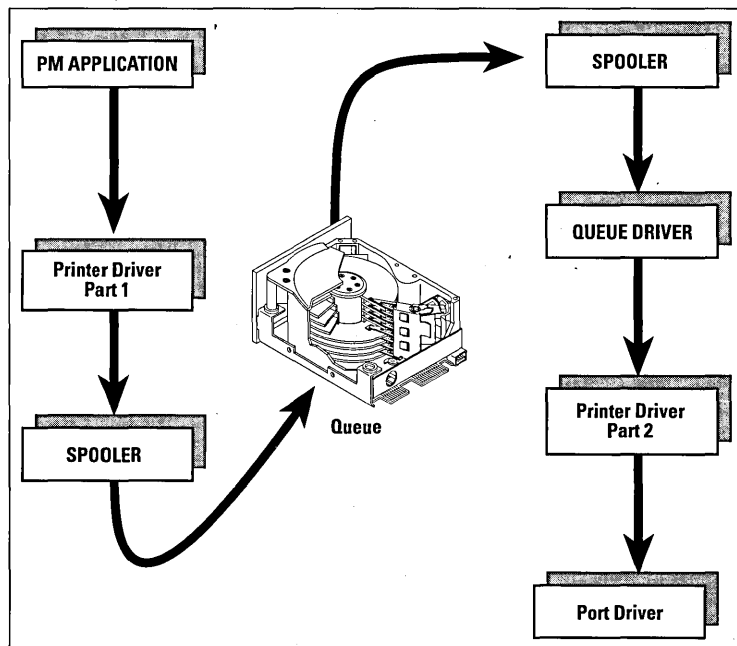 PM APPLICATION
Printer Driver
Part 1
SPOOLER
Queue
SPOOLER
QUEUE DRIVER
Printer Driver
Part 2
Port Driver